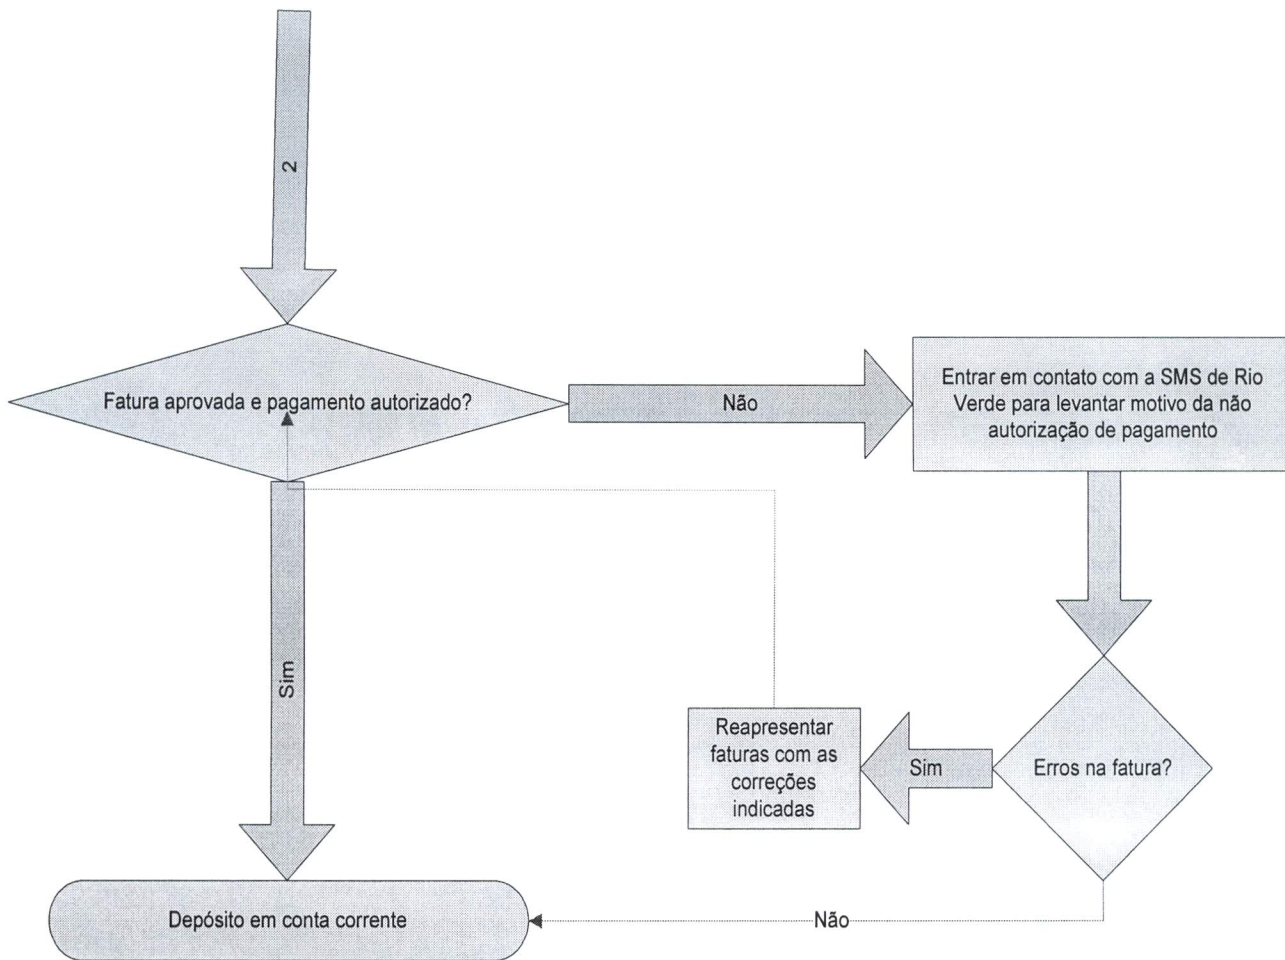 2
Fatura aprovada e pagamento autorizado?
Não
Entrar em contato com a SMS de Rio
Verde para levantar motivo da não
autorização de pagamento
Sim
Reapresentar
faturas com as
correções
indicadas
Sim
Erros na fatura?
Depósito em conta corrente
Não